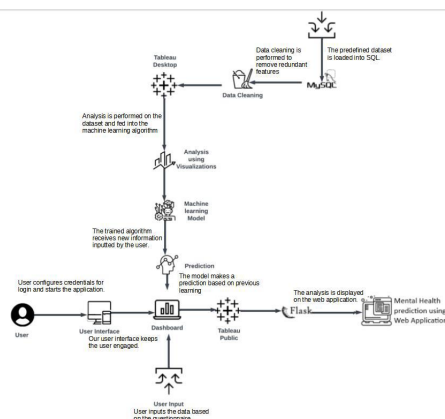 The predefined dataset
is loaded into SQL.
MySQL
Data cleaning is
performed to
remove redundant
features
Data Cleaning
Tableau
Desktop
Analysis is performed on the
dataset and fed into the
machine learning algorithm
Analysis
using
Visualizations
Machine
learning
Model
The trained algorithm
receives new information
inputted by the user.
Prediction
The model makes a
prediction based on previous
learning
User configures credentials for
login and starts the application.
User
User Interface
Our user interface keeps
the user engaged.
Dashboard
Tableau
Public
The analysis is displayed
on the web application.
Flask
Mental Health
prediction using
Web Application
User Input
User inputs the data based
on the questionnaire